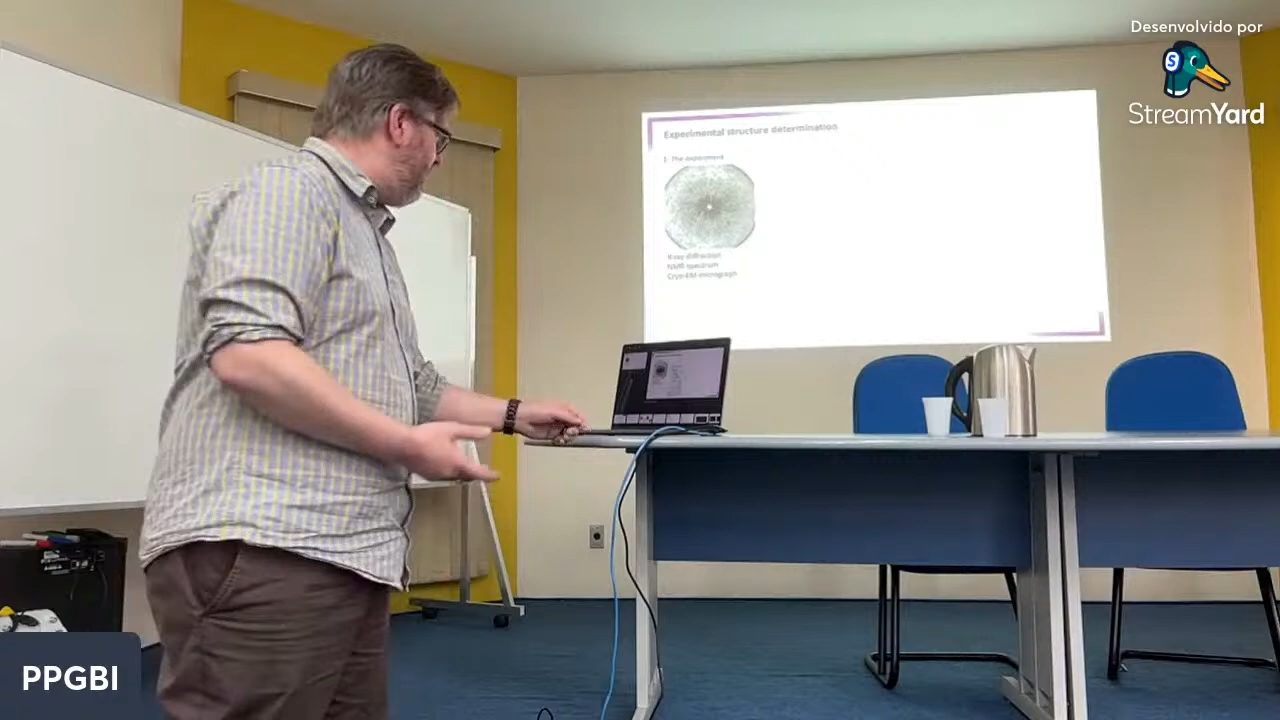 Desenvolvido por
S
StreamYard
Experimental structure determination
1- The experiment
X-ray diffraction
NMR spectrum
Cryo-EM micrograph
PPGBI